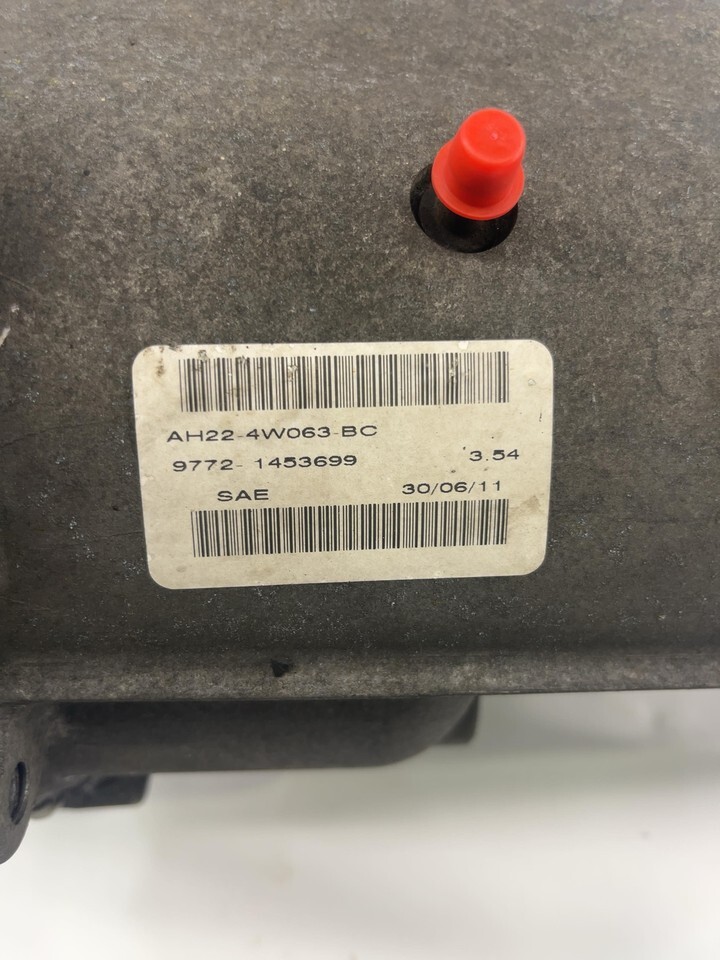 AH22-4W063-BC
9772- 1453699 3.54
SAE 30/06/11